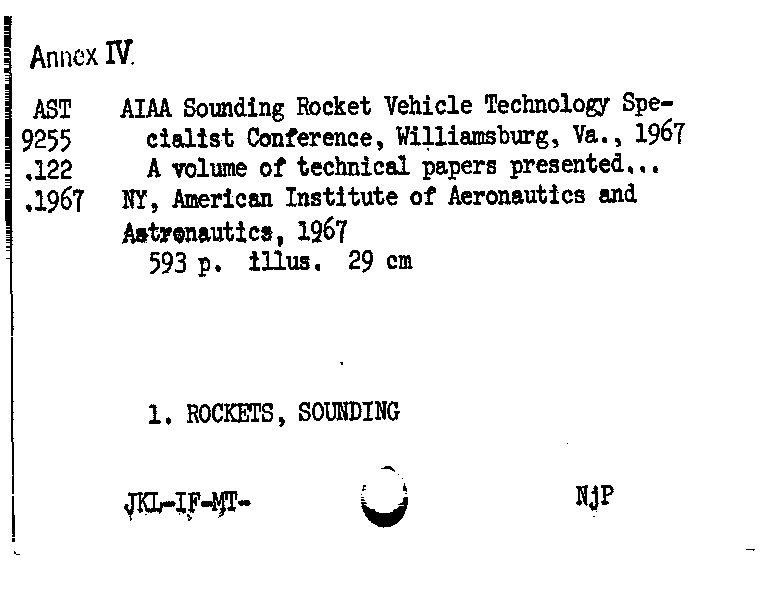 Annex IV.
AST AIAA Sounding Rocket Vehicle Technology Spe-
9255 cialist Conference, Williamsburg, Va., 1967
.122 A volume of technical papers presented...
.1967 NY, American Institute of Aeronautics and
Astronautics, 1967
593 p. illus. 29 cm
1. ROCKETS, SOUNDING
JKL-IF-MT- NjP